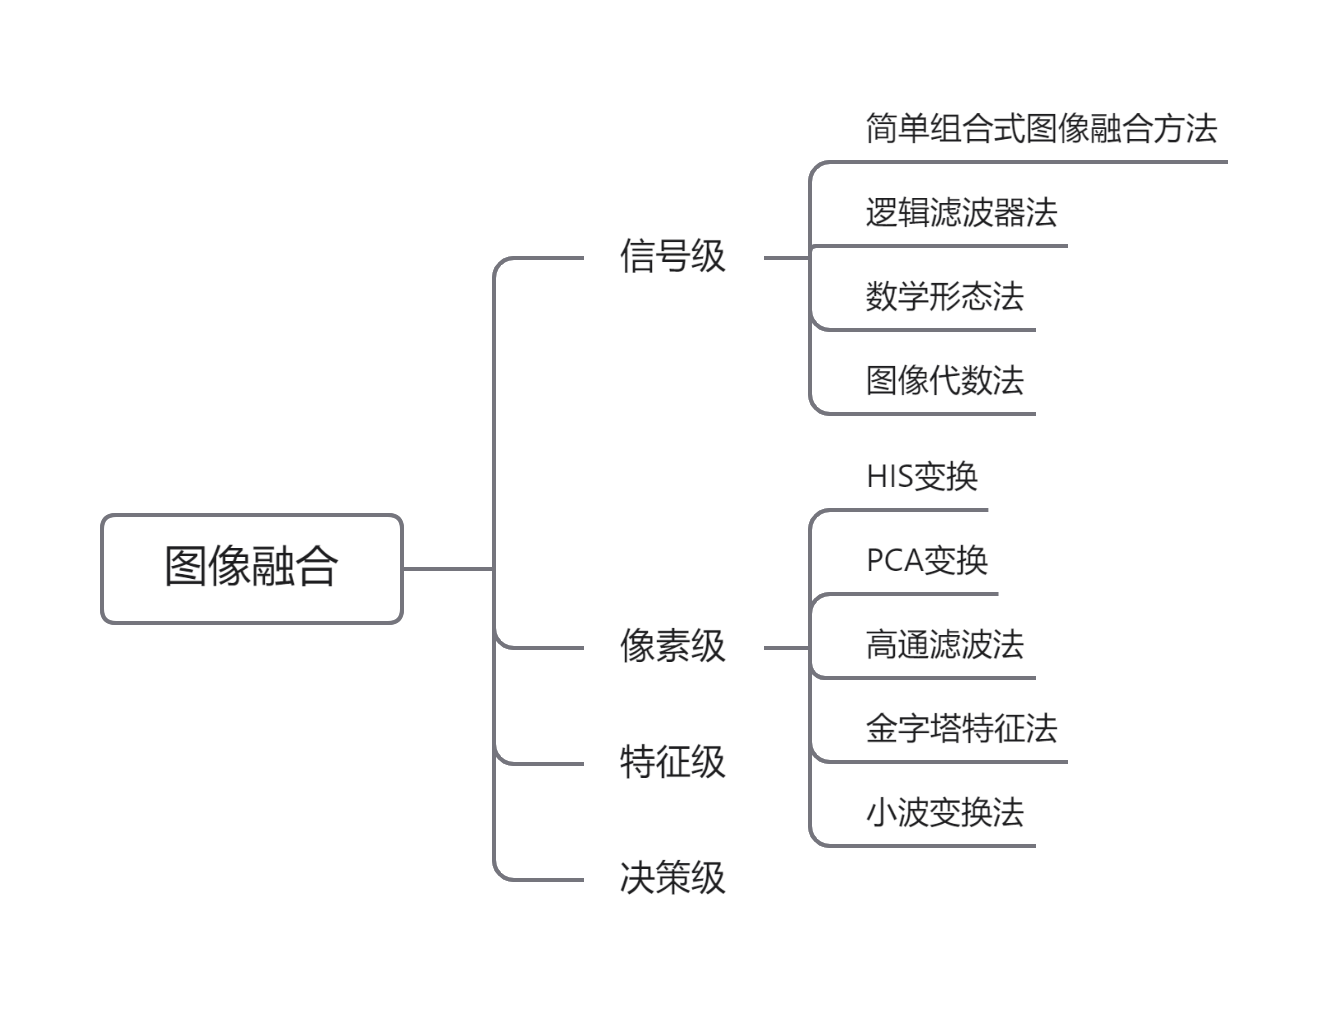 图像融合
信号级
简单组合式图像融合方法
逻辑滤波器法
数学形态法
图像代数法
像素级
HIS变换
PCA变换
高通滤波法
金字塔特征法
小波变换法
特征级
决策级